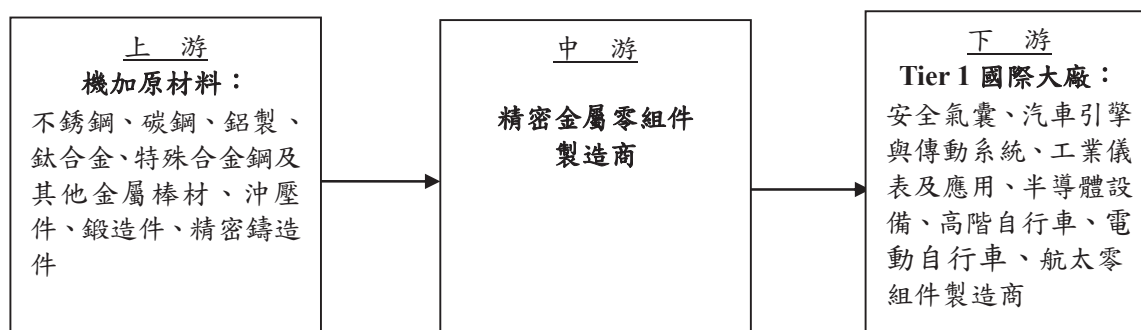 上 游
機加原材料：
不銹鋼、碳鋼、鋁製、
鈦合金、特殊合金鋼及
其他金屬棒材、沖壓
件、鍛造件、精密鑄造
件
中 游
精密金屬零組件
製造商
下 游
Tier 1 國際大廠：
安全氣囊、汽車引擎
與傳動系統、工業儀
表及應用、半導體設
備、高階自行車、電
動自行車、航太零
組件製造商